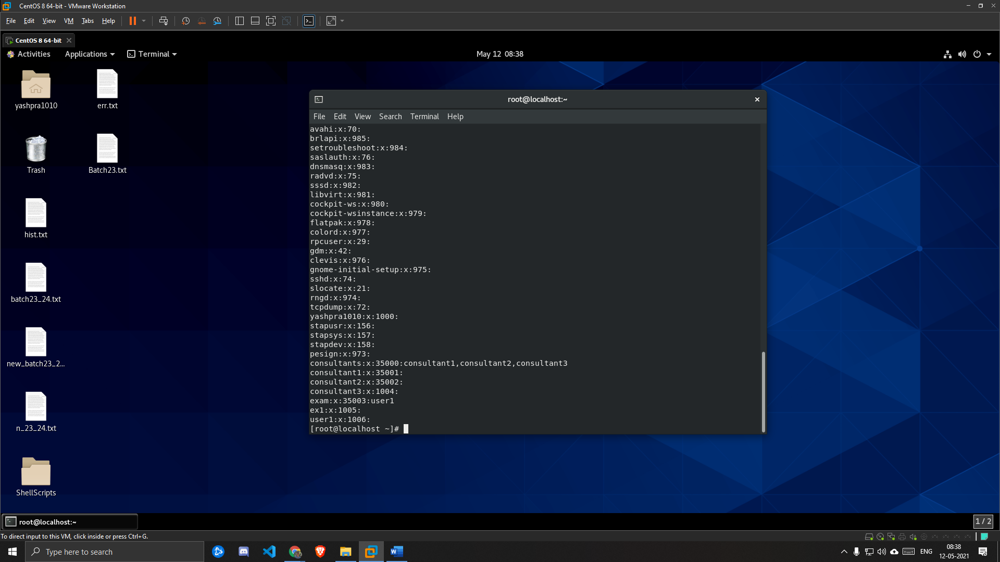 CentOS 8 64-bit - VMware Workstation
File Edit View VM Tabs Help
CentOS 8 64-bit
Activities Applications Terminal May 12 08:38
yashpra1010
err.txt
Trash
Batch23.txt
hist.txt
batch23_24.txt
new_batch23_2...
n_23_24.txt
ShellScripts
root@localhost:~
File Edit View Search Terminal Help
avahi:x:70:
brlapi:x:985:
setroubleshoot:x:984:
saslauth:x:76:
dnsmasq:x:983:
radvd:x:75:
sssd:x:982:
libvirt:x:981:
cockpit-ws:x:980:
cockpit-wsinstance:x:979:
flatpak:x:978:
colord:x:977:
rpcuser:x:29:
gdm:x:42:
clevis:x:976:
gnome-initial-setup:x:975:
sshd:x:74:
slocate:x:21:
rngd:x:974:
tcpdump:x:72:
yashpra1010:x:1000:
stapusr:x:156:
stapsys:x:157:
stapdev:x:158:
pesign:x:973:
consultants:x:35000:consultant1,consultant2,consultant3
consultant1:x:35001:
consultant2:x:35002:
consultant3:x:1004:
exam:x:35003:user1
ex1:x:1005:
user1:x:1006:
[root@localhost ~]#
root@localhost:~
1 / 2
To direct input to this VM, click inside or press Ctrl+G.
Type here to search
ENG
08:38
12-05-2021